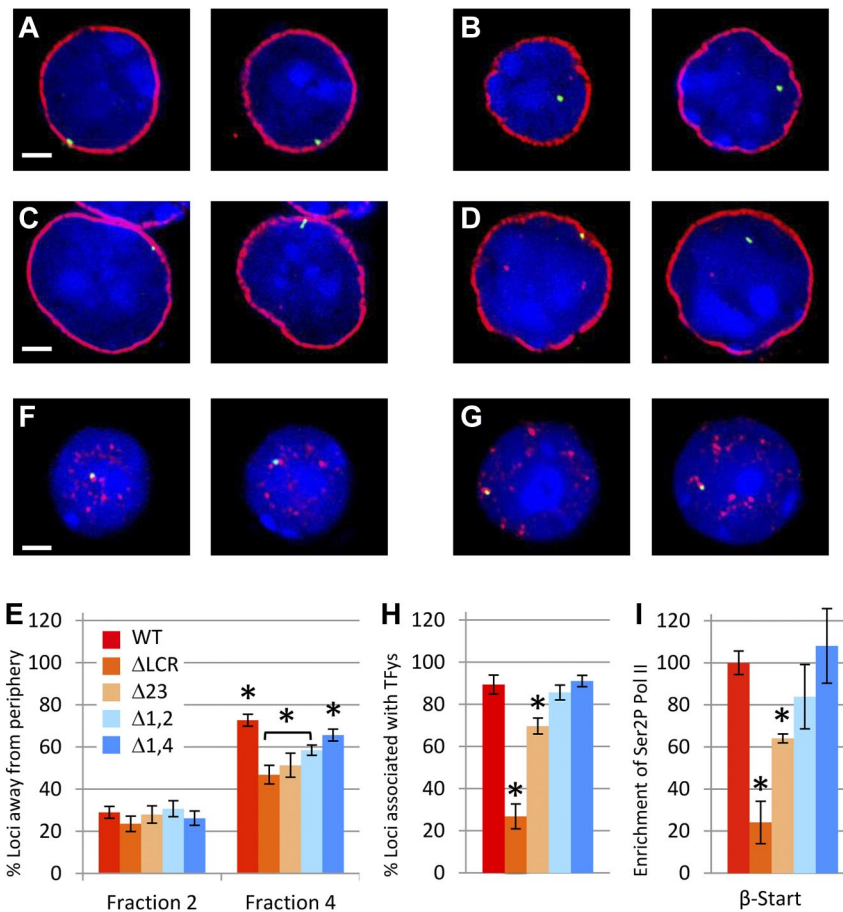 A
B
C
D
F
G
E
120
100
80
60
40
20
0
% Loci away from periphery
WT
ΔLCR
Δ23
Δ1,2
Δ1,4
*
*
*
Fraction 2
Fraction 4
H
120
100
80
60
40
20
0
% Loci associated with TFys
*
*
I
120
100
80
60
40
20
0
Enrichment of Ser2P Pol II
*
*
β-Start